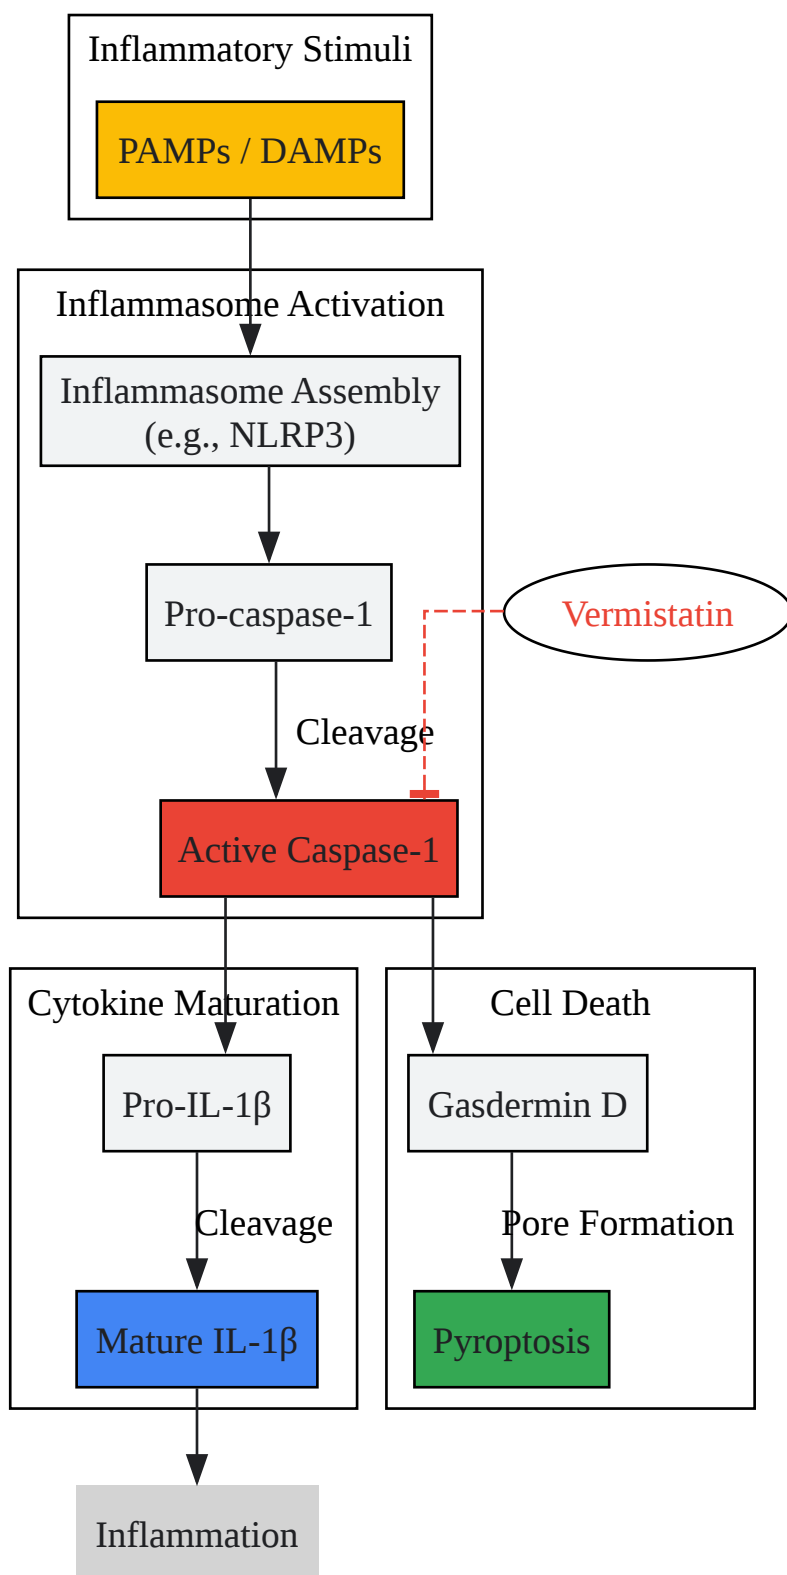 Inflammatory Stimuli
PAMPs / DAMPs
Inflammasome Activation
Inflammasome Assembly
(e.g., NLRP3)
Pro-caspase-1
Vermistatin
Cleavage
Active Caspase-1
Cytokine Maturation
Cell Death
Pro-IL-1β
Gasdermin D
Cleavage
Pore Formation
Mature IL-1β
Pyroptosis
Inflammation